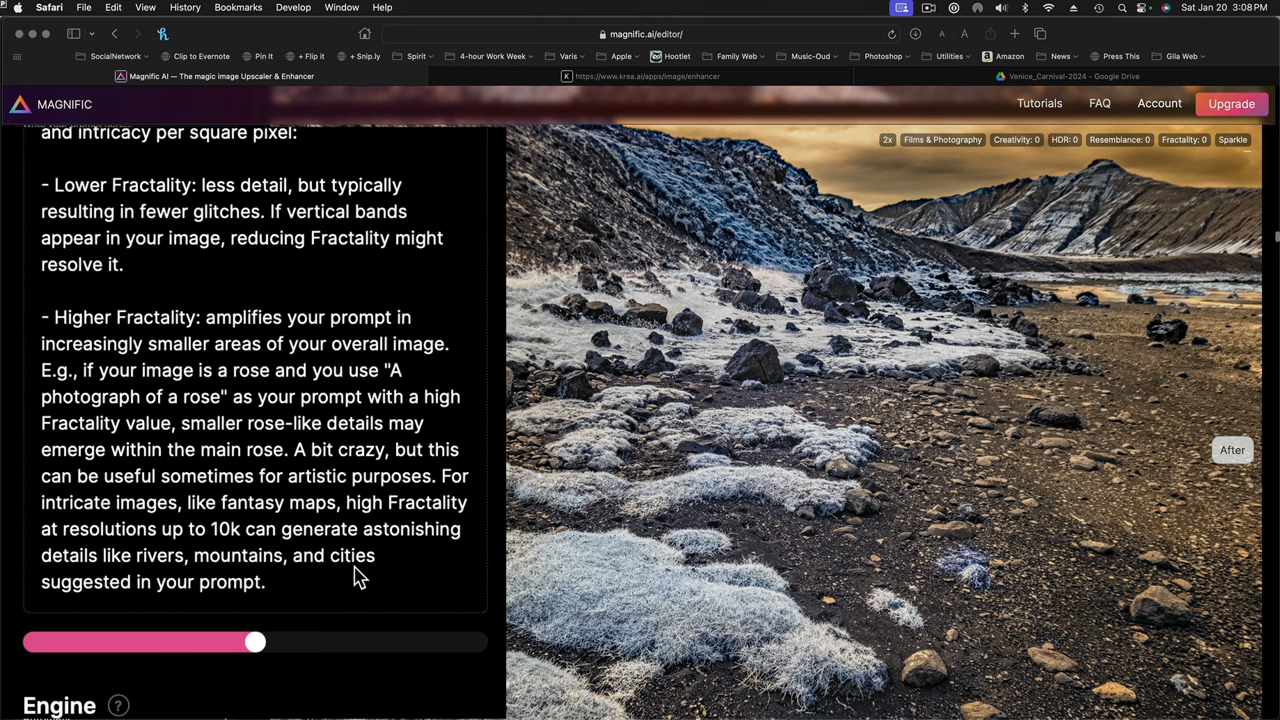 Safari File Edit View History Bookmarks Develop Window Help Sat Jan 20 3:08 PM
magnific.ai/editor/
SocialNetwork Clip to Evernote Pin It + Flip it + Snip.ly Spirit 4-hour Work Week Varis Apple Hootlet Family Web Music-Oud Photoshop Utilities Amazon News Press This Gila Web
Magnific AI — The magic image Upscaler & Enhancer https://www.krea.ai/apps/image/enhancer Venice_Carnival-2024 - Google Drive
MAGNIFIC Tutorials FAQ Account Upgrade
2x Films & Photography Creativity: 0 HDR: 0 Resemblance: 0 Fractality: 0 Sparkle
and intricacy per square pixel:
- Lower Fractality: less detail, but typically
resulting in fewer glitches. If vertical bands
appear in your image, reducing Fractality might
resolve it.
- Higher Fractality: amplifies your prompt in
increasingly smaller areas of your overall image.
E.g., if your image is a rose and you use "A
photograph of a rose" as your prompt with a high
Fractality value, smaller rose-like details may
emerge within the main rose. A bit crazy, but this
can be useful sometimes for artistic purposes. For
intricate images, like fantasy maps, high Fractality
at resolutions up to 10k can generate astonishing
details like rivers, mountains, and cities
suggested in your prompt.
After
Engine ?